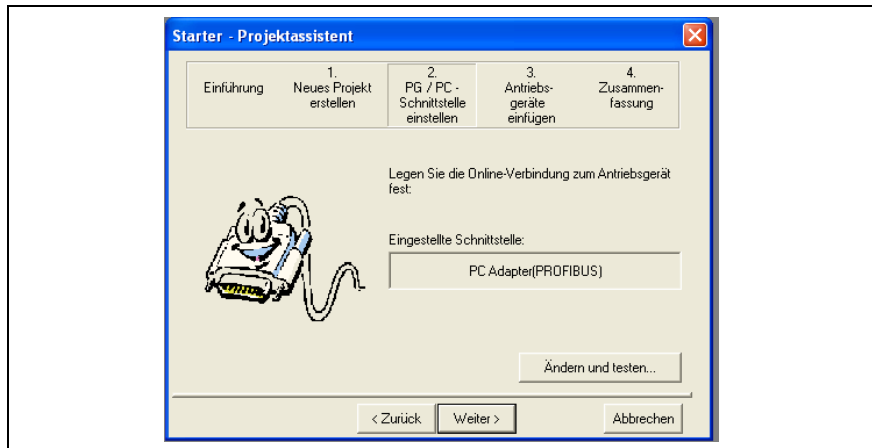 Starter - Projektassistent
Einführung
1.
Neues Projekt
erstellen
2.
PG / PC -
Schnittstelle
einstellen
3.
Antriebs-
geräte
einfügen
4.
Zusammen-
fassung
Legen Sie die Online-Verbindung zum Antriebsgerät
fest:
Eingestellte Schnittstelle:
PC Adapter(PROFIBUS)
Ändern und testen...
< Zurück
Weiter >
Abbrechen